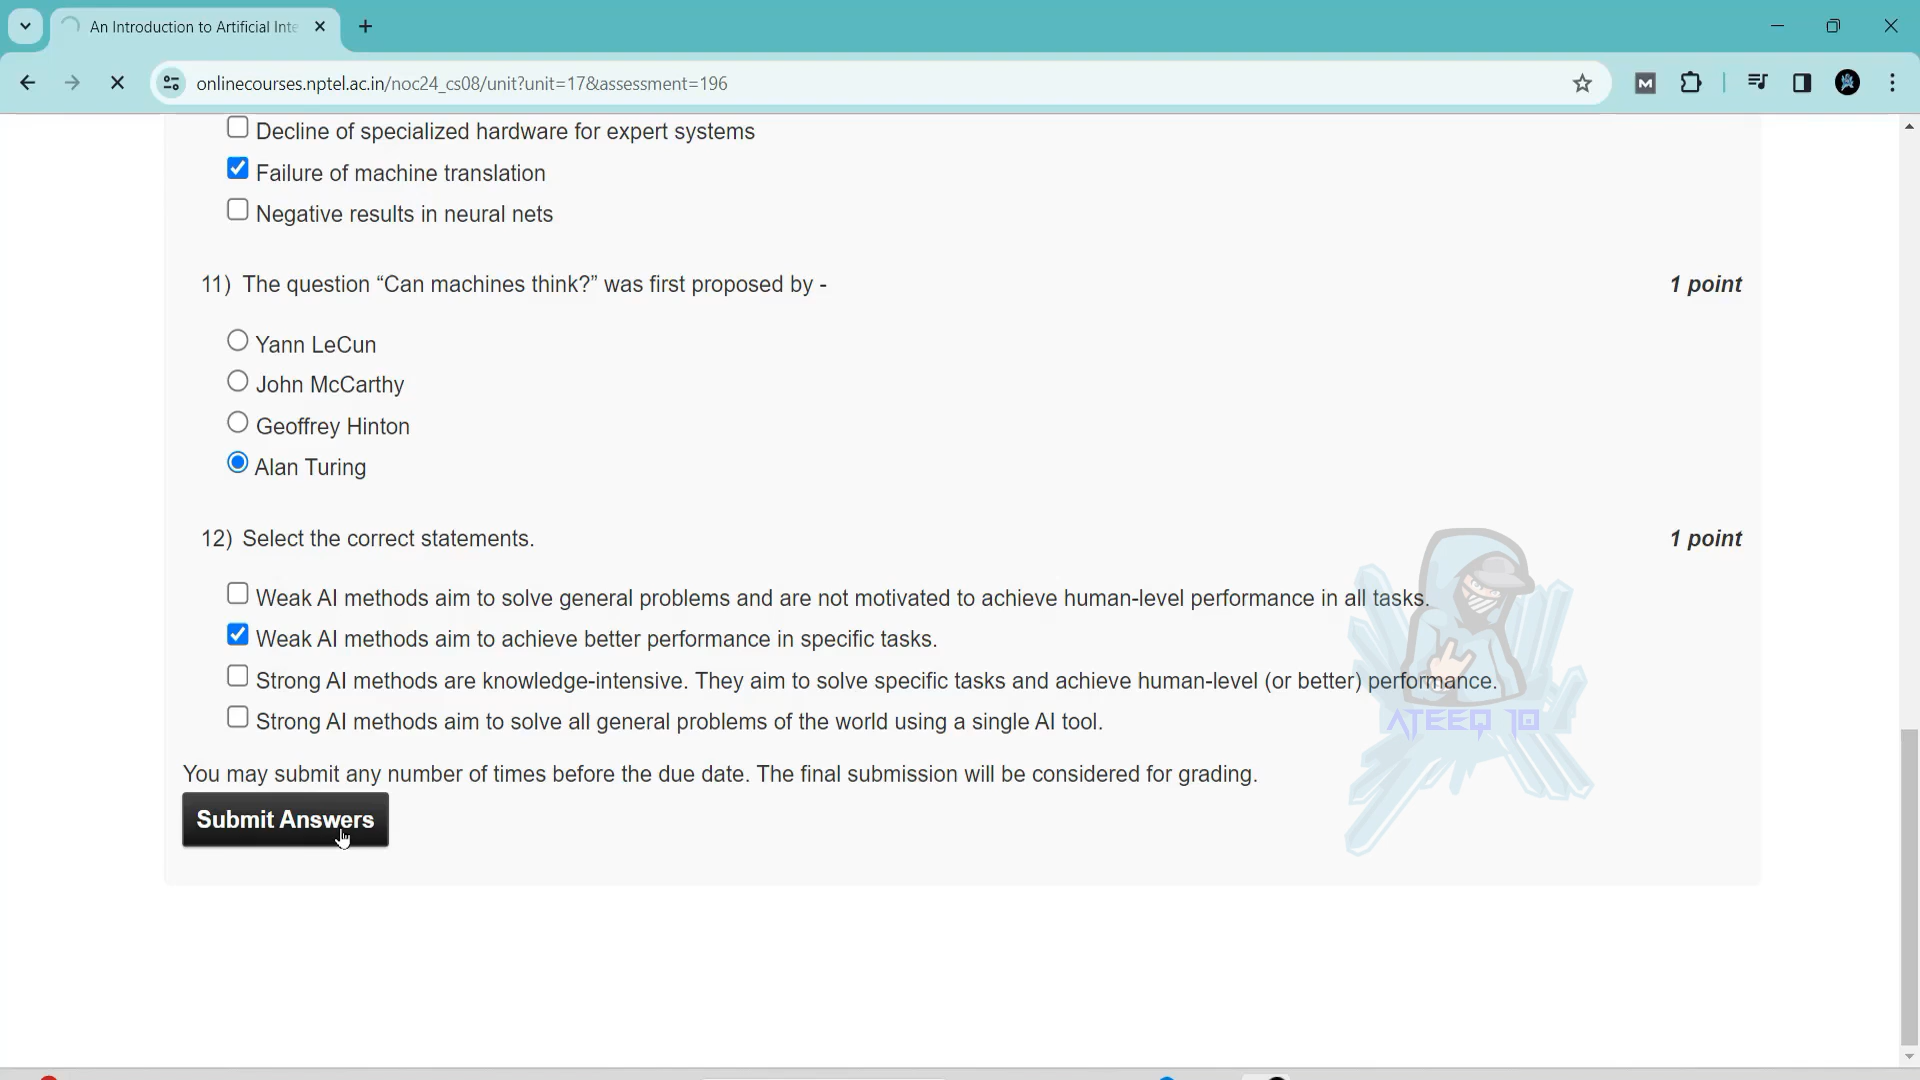 An Introduction to Artificial Inte
onlinecourses.nptel.ac.in/noc24_cs08/unit?unit=17&assessment=196
M
Decline of specialized hardware for expert systems
Failure of machine translation
Negative results in neural nets
11) The question “Can machines think?” was first proposed by -
1 point
Yann LeCun
John McCarthy
Geoffrey Hinton
Alan Turing
12) Select the correct statements.
1 point
Weak AI methods aim to solve general problems and are not motivated to achieve human-level performance in all tasks.
Weak AI methods aim to achieve better performance in specific tasks.
Strong AI methods are knowledge-intensive. They aim to solve specific tasks and achieve human-level (or better) performance.
Strong AI methods aim to solve all general problems of the world using a single AI tool.
ATEEQ 10
You may submit any number of times before the due date. The final submission will be considered for grading.
Submit Answers